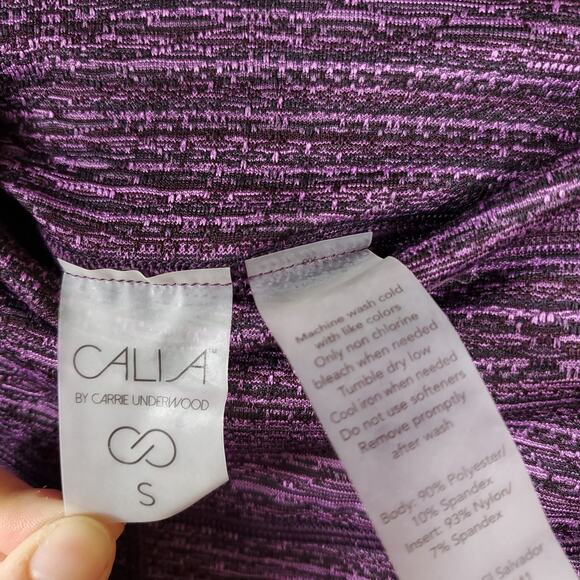 CALIA™
BY CARRIE UNDERWOOD
S
Machine wash cold
with like colors
Only non chlorine
bleach when needed
Tumble dry low
Cool iron when needed
Do not use softeners
Remove promptly
after wash
Body: 90% Polyester/
10% Spandex
Insert: 93% Nylon/
7% Spandex
Salvador